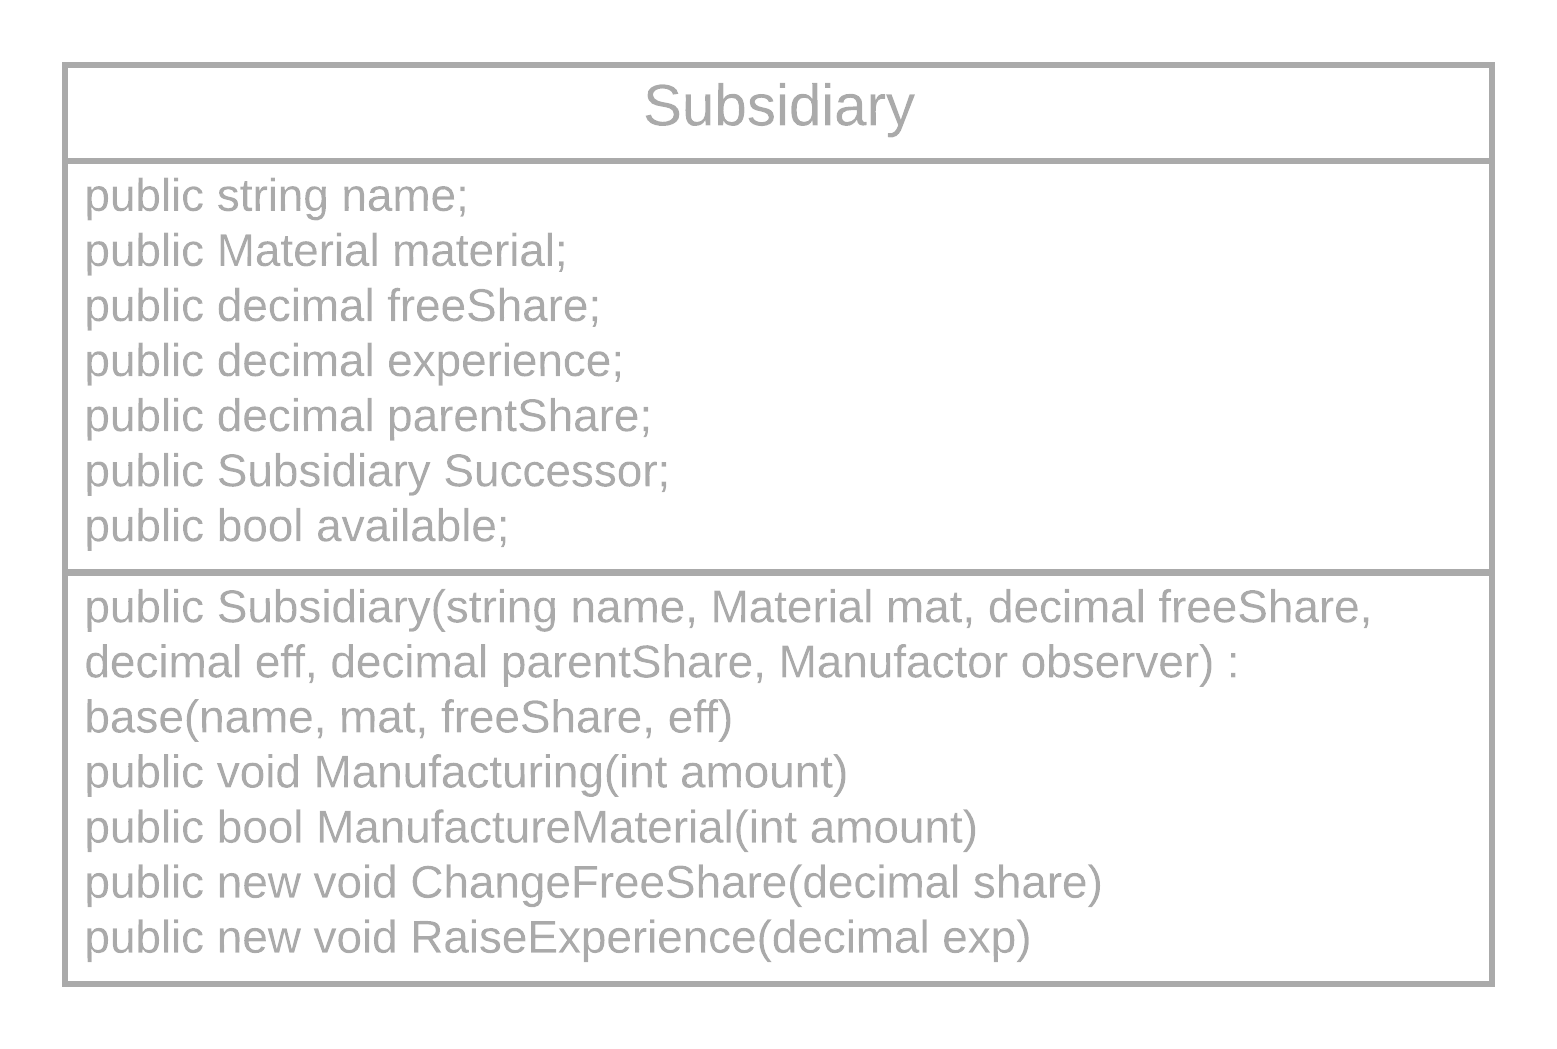 Subsidiary
public string name;
public Material material;
public decimal freeShare;
public decimal experience;
public decimal parentShare;
public Subsidiary Successor;
public bool available;
public Subsidiary(string name, Material mat, decimal freeShare,
decimal eff, decimal parentShare, Manufactor observer) :
base(name, mat, freeShare, eff)
public void Manufacturing(int amount)
public bool ManufactureMaterial(int amount)
public new void ChangeFreeShare(decimal share)
public new void RaiseExperience(decimal exp)